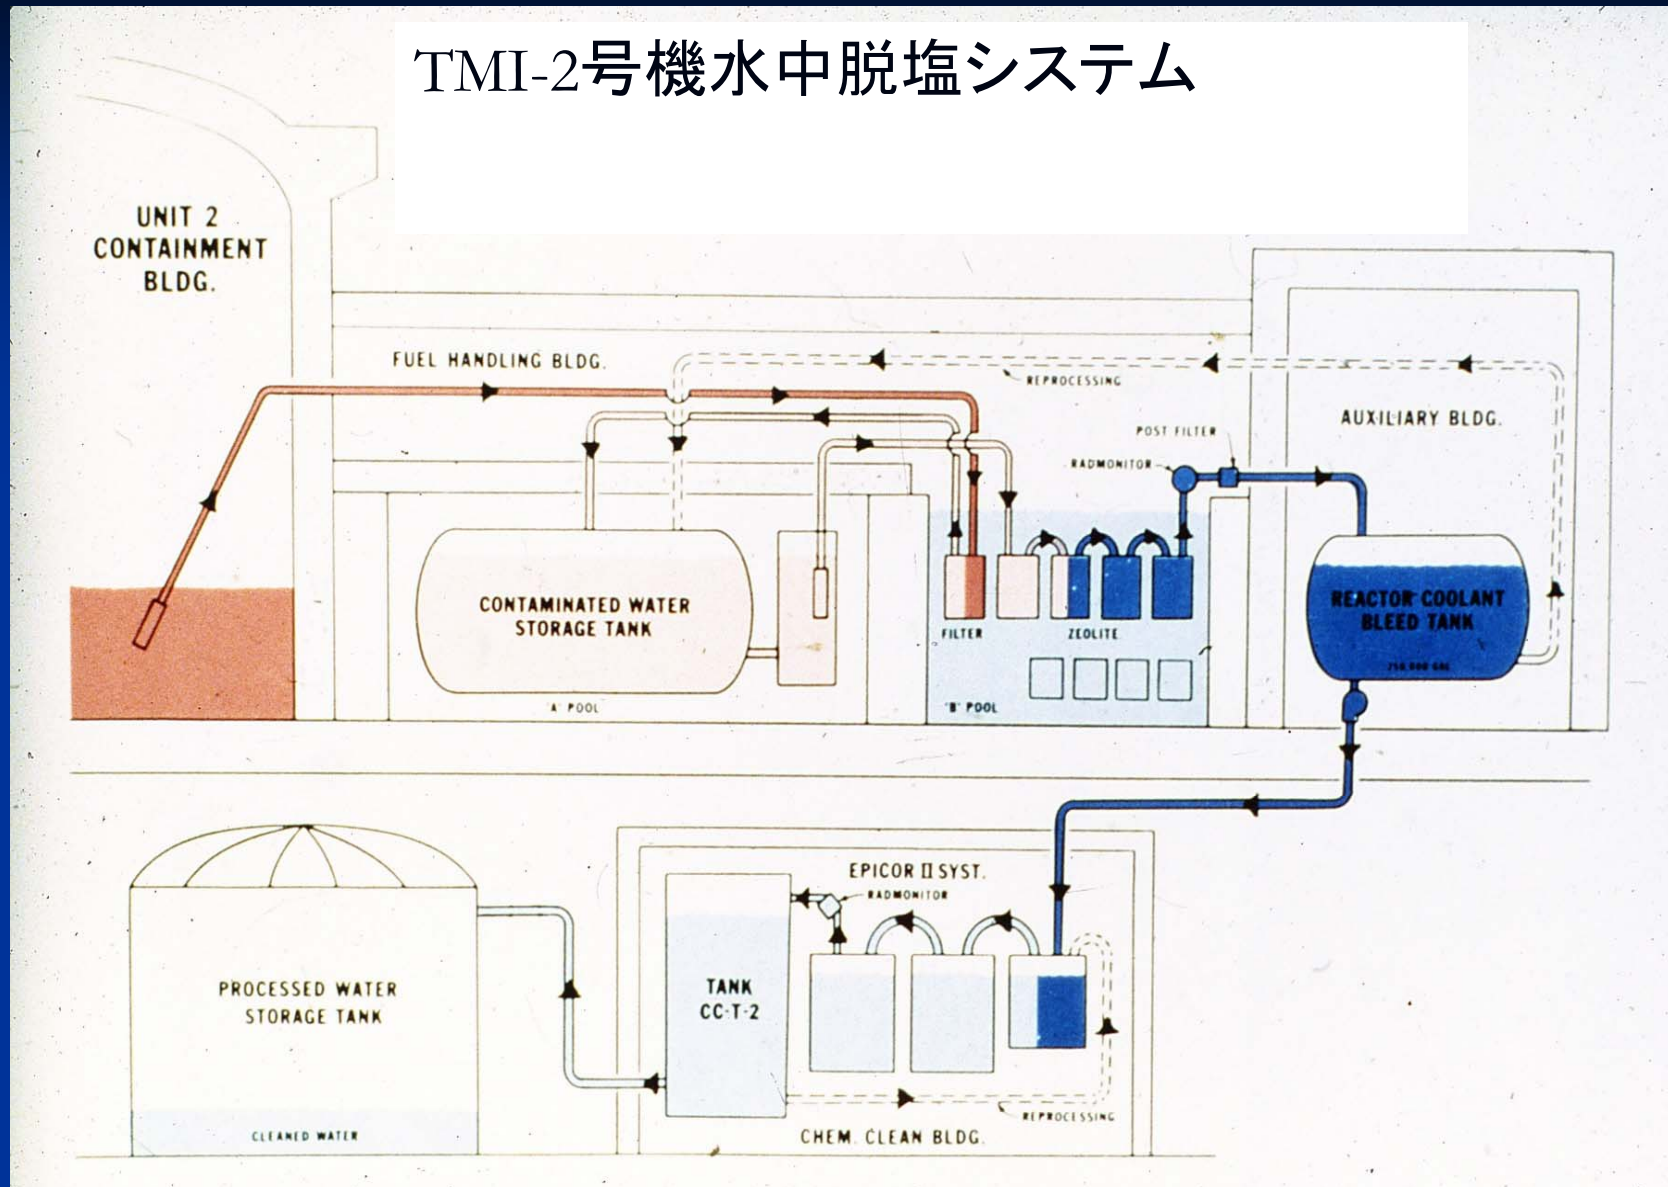 TMI-2号機水中脱塩システム
UNIT 2
CONTAINMENT
BLDG.
FUEL HANDLING BLDG.
REPROCESSING
AUXILIARY BLDG.
POST FILTER
RADMONITOR
CONTAMINATED WATER
STORAGE TANK
FILTER
ZEOLITE
REACTOR COOLANT
BLEED TANK
'A' POOL
'B' POOL
EPICOR II SYST.
RADMONITOR
PROCESSED WATER
STORAGE TANK
TANK
CC-T-2
CLEANED WATER
REPROCESSING
CHEM. CLEAN BLDG.